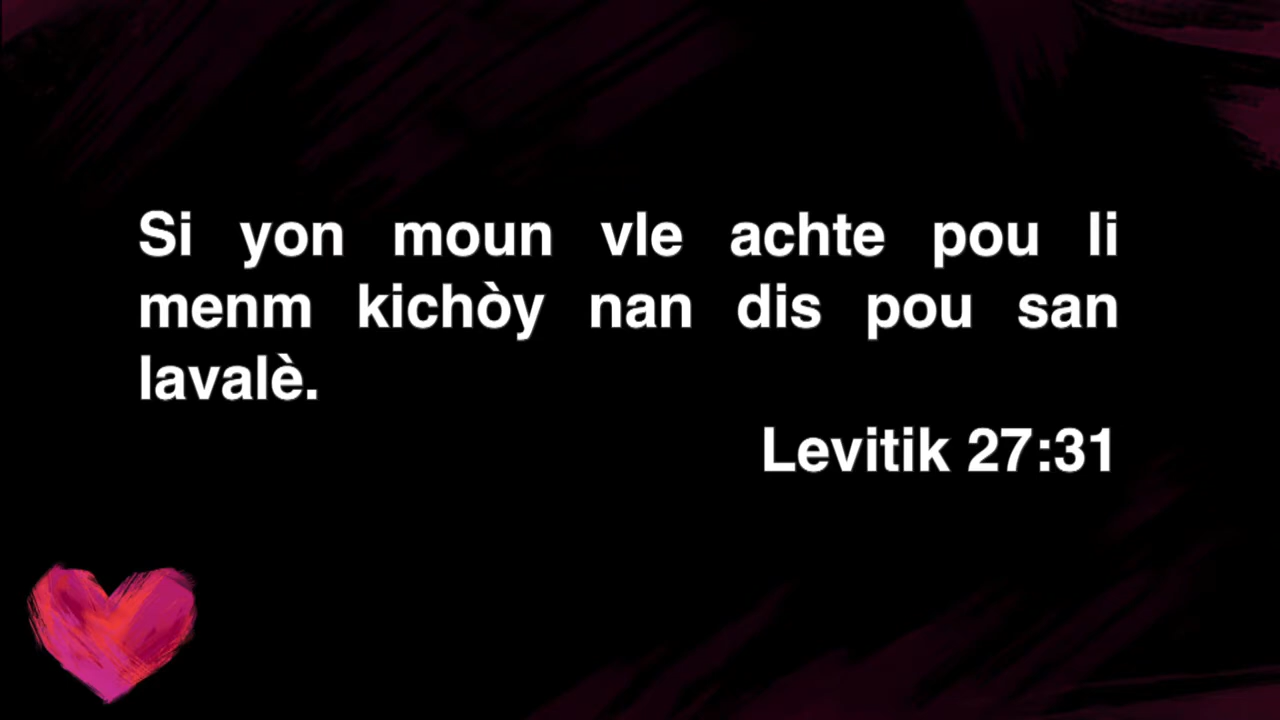 Si yon moun vle achte pou li
menm kichòy nan dis pou san
lavalè.
Levitik 27:31